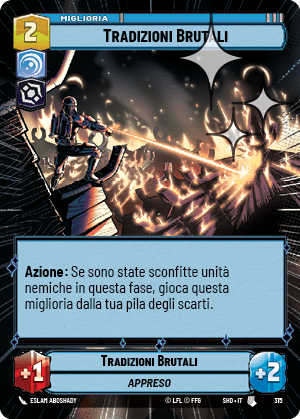 2
MIGLIORIA
TRADIZIONI BRUTALI
Azione: Se sono state sconfitte unità
nemiche in questa fase, gioca questa
miglioria dalla tua pila degli scarti.
+1
TRADIZIONI BRUTALI
APPRESO
+2
ESLAM ABOSHADY
© LFL © FFG
SHD • IT
315